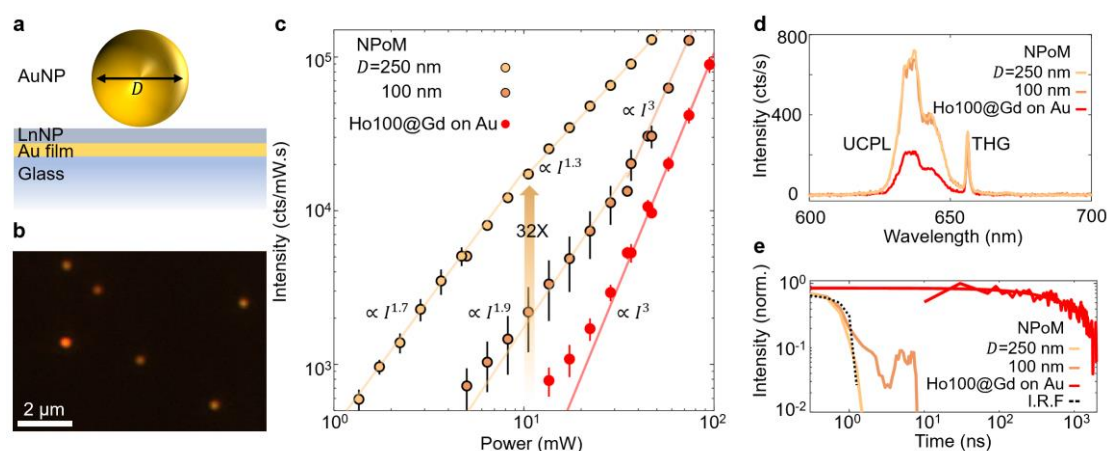 a
AuNP
D
LnNP
Au film
Glass
b
2 μm
c
NPoM
D=250 nm
100 nm
Ho100@Gd on Au
∝ I^3
∝ I^1.3
32X
∝ I^1.7
∝ I^1.9
∝ I^3
10^5
10^4
10^3
Intensity (cts/mW.s)
10^0
10^1
10^2
Power (mW)
d
800
400
0
Intensity (cts/s)
NPoM
D=250 nm
100 nm
Ho100@Gd on Au
UCPL
THG
600
650
700
Wavelength (nm)
e
10^0
10^-1
10^-2
Intensity (norm.)
NPoM
D=250 nm
100 nm
Ho100@Gd on Au
I.R.F
10^0
10^1
10^2
10^3
Time (ns)